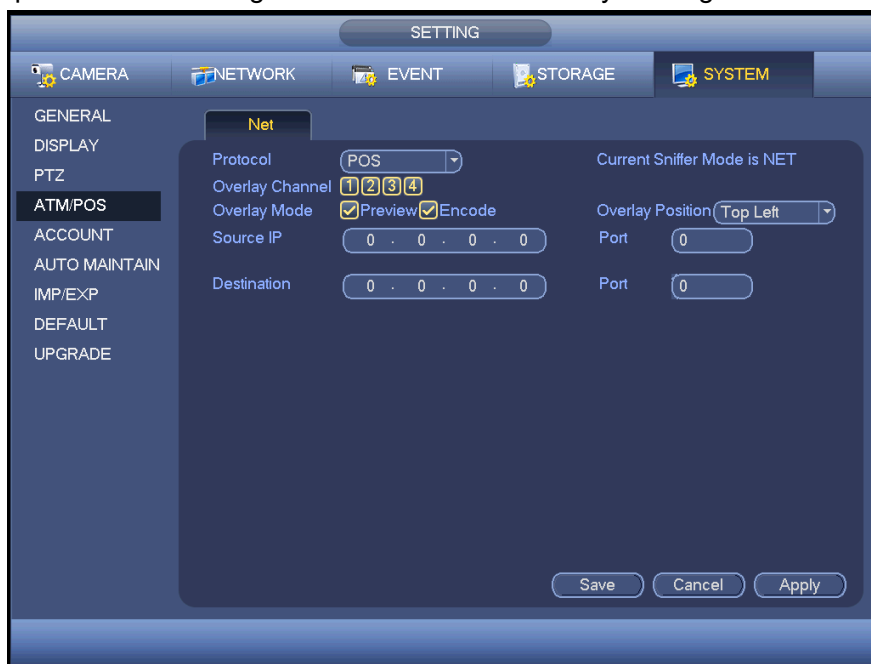 SETTING
CAMERA NETWORK EVENT STORAGE SYSTEM
GENERAL
DISPLAY
PTZ
ATM/POS
ACCOUNT
AUTO MAINTAIN
IMP/EXP
DEFAULT
UPGRADE
Net
Protocol POS Current Sniffer Mode is NET
Overlay Channel 1 2 3 4
Overlay Mode Preview Encode Overlay Position Top Left
Source IP 0 . 0 . 0 . 0 Port 0
Destination 0 . 0 . 0 . 0 Port 0
Save Cancel Apply